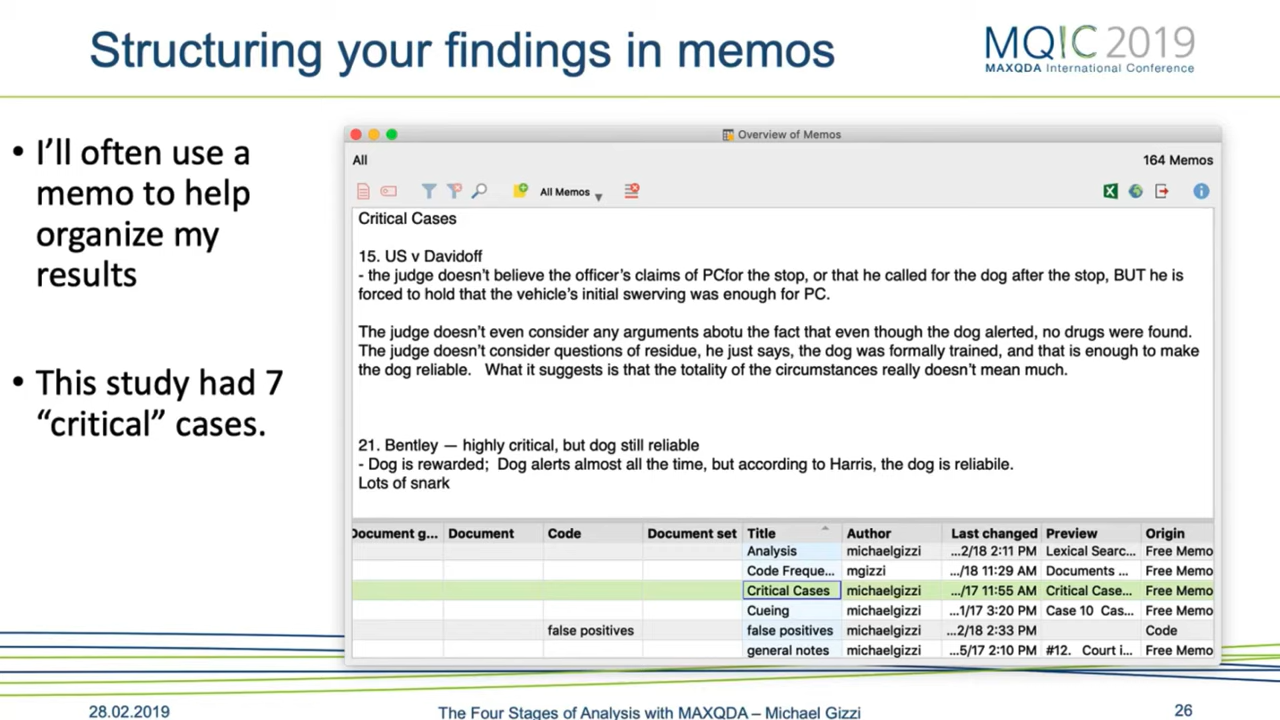 Structuring your findings in memos
MQIC 2019
MAXQDA International Conference
• I’ll often use a
memo to help
organize my
results
• This study had 7
“critical” cases.
Overview of Memos
All
164 Memos
All Memos
Critical Cases
15. US v Davidoff
- the judge doesn’t believe the officer’s claims of PCfor the stop, or that he called for the dog after the stop, BUT he is
forced to hold that the vehicle’s initial swerving was enough for PC.
The judge doesn’t even consider any arguments abotu the fact that even though the dog alerted, no drugs were found.
The judge doesn’t consider questions of residue, he just says, the dog was formally trained, and that is enough to make
the dog reliable.   What it suggests is that the totality of the circumstances really doesn’t mean much.
21. Bentley — highly critical, but dog still reliable
- Dog is rewarded;  Dog alerts almost all the time, but according to Harris, the dog is reliabile.
Lots of snark
Document g... Document Code Document set Title Author Last changed Preview Origin
Analysis michaelgizzi ...2/18 2:11 PM Lexical Searc... Free Memo
Code Freque... mgizzi .../18 11:29 AM Documents ... Free Memo
Critical Cases michaelgizzi .../17 11:55 AM Critical Case... Free Memo
Cueing michaelgizzi ...1/17 3:20 PM Case 10  Cas... Free Memo
false positives false positives michaelgizzi ...2/18 2:33 PM Code
general notes michaelgizzi ...5/17 2:10 PM #12.   Court i... Free Memo
28.02.2019
The Four Stages of Analysis with MAXQDA – Michael Gizzi
26